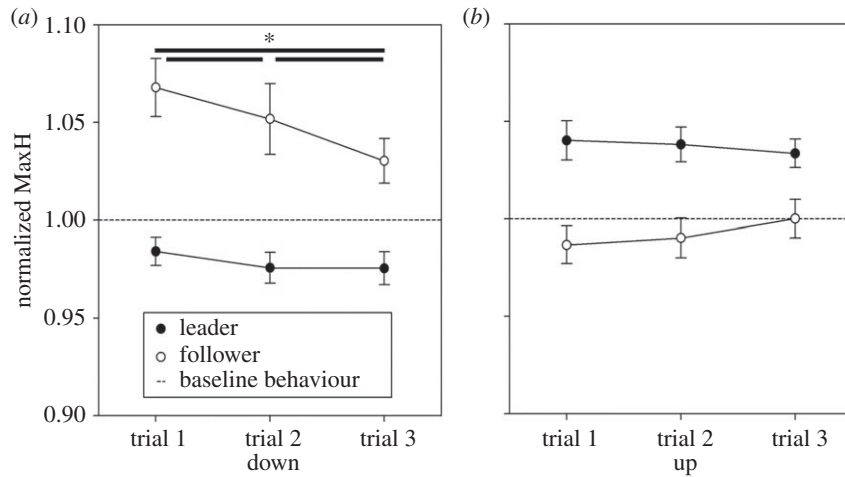 (a)
1.10
1.05
1.00
0.95
0.90
normalized MaxH
*
leader
follower
baseline behaviour
trial 1 trial 2 trial 3
down
(b)
trial 1 trial 2 trial 3
up